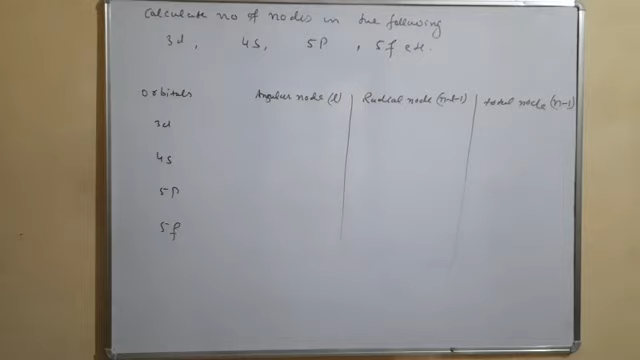 Calculate no of nodes in the following
3d, 4s, 5p, 5f etc.
Orbitals Angular node (l) Radial node (n-l-1) total node (n-1)
3d
4s
5p
5f